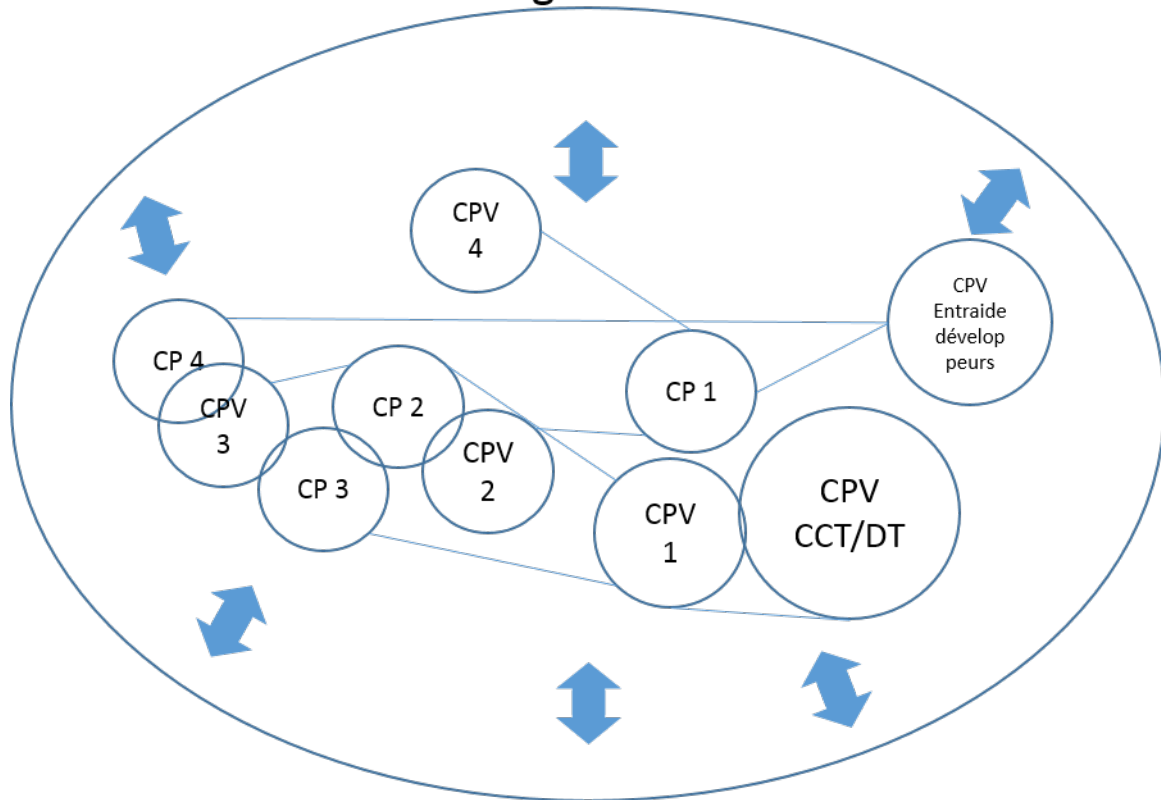 CPV
4
CPV
Entraide
dévelop
peurs
CP 4
CPV
3
CP 2
CP 1
CP 3
CPV
2
CPV
1
CPV
CCT/DT